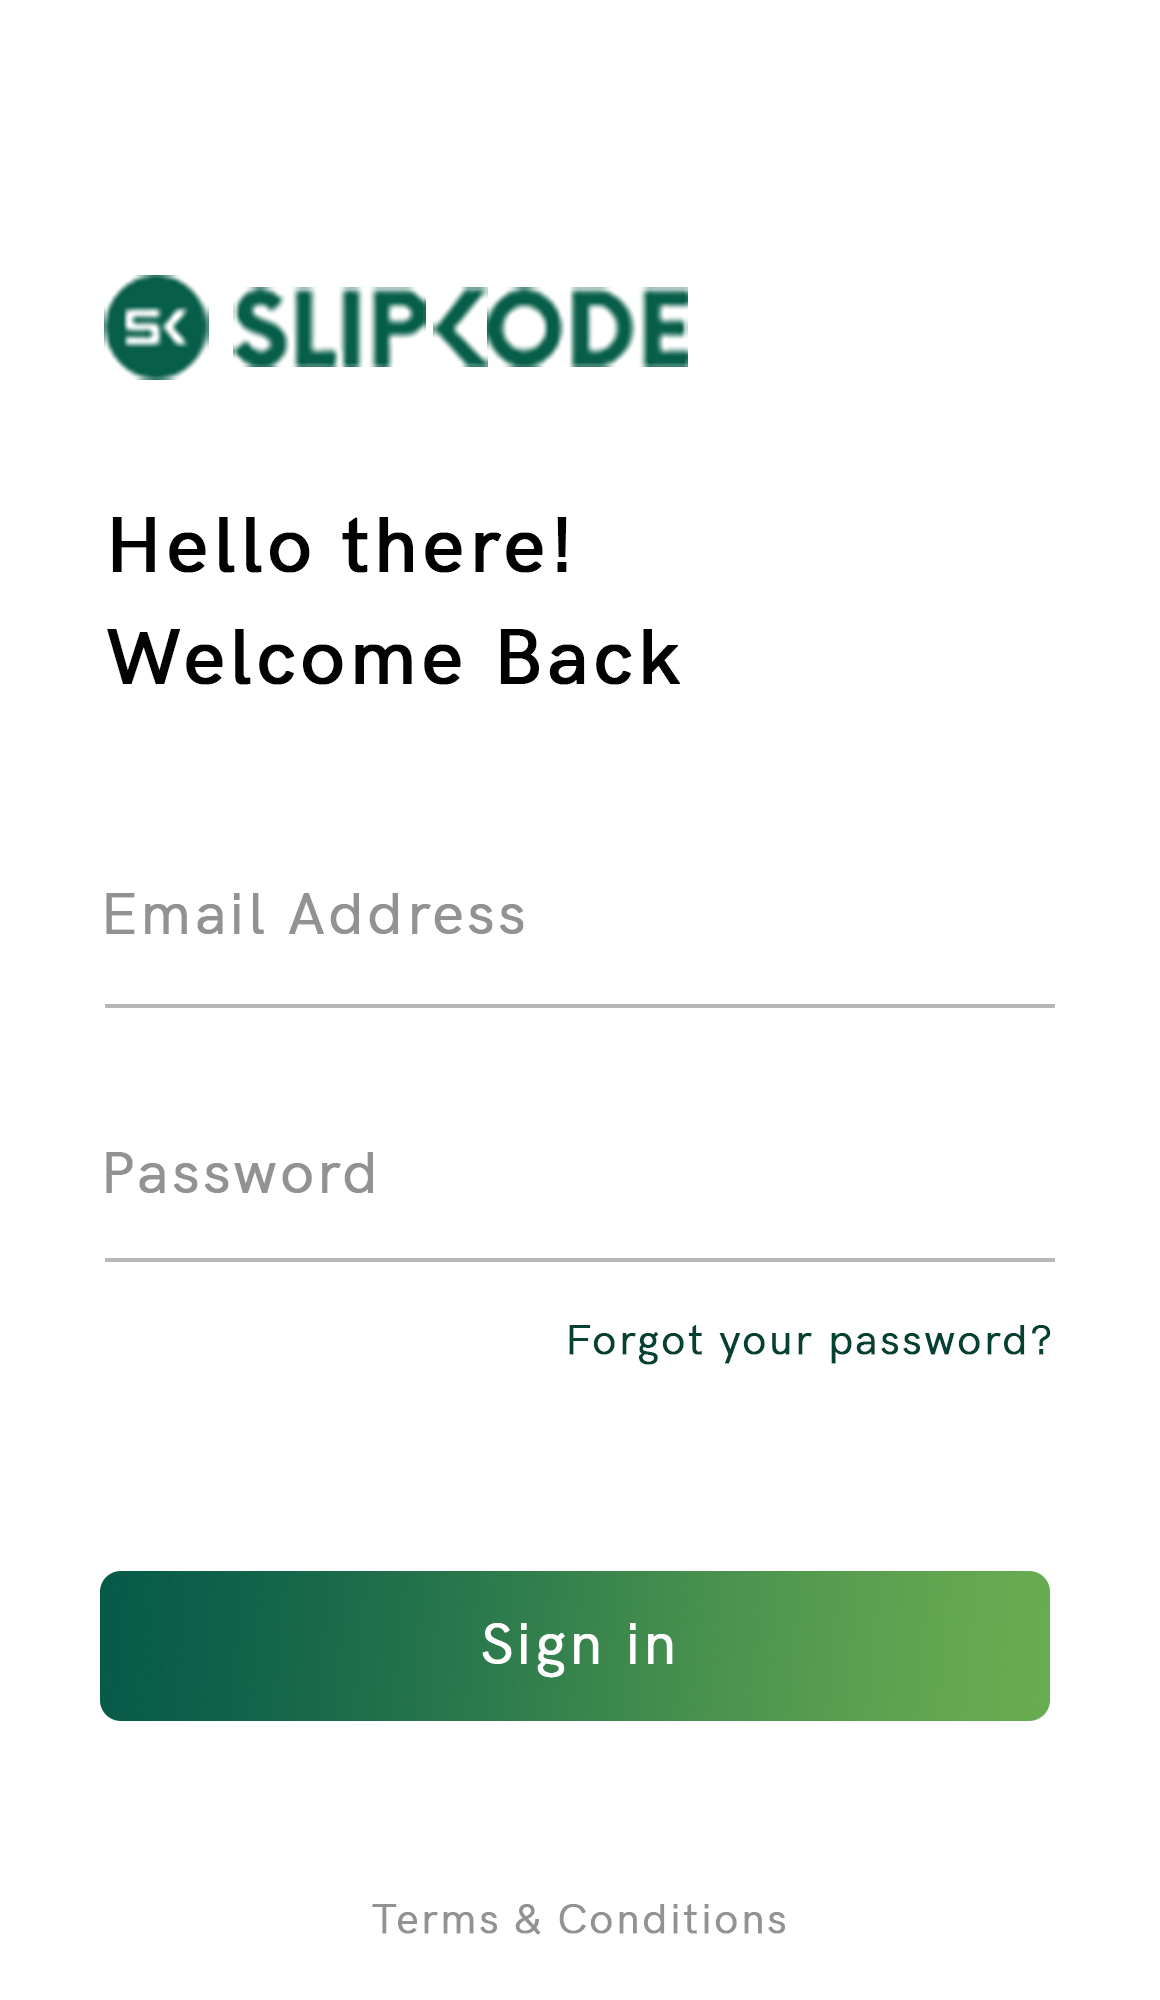 SK SLIPKODE
Hello there!
Welcome Back
Email Address
Password
Forgot your password?
Sign in
Terms & Conditions